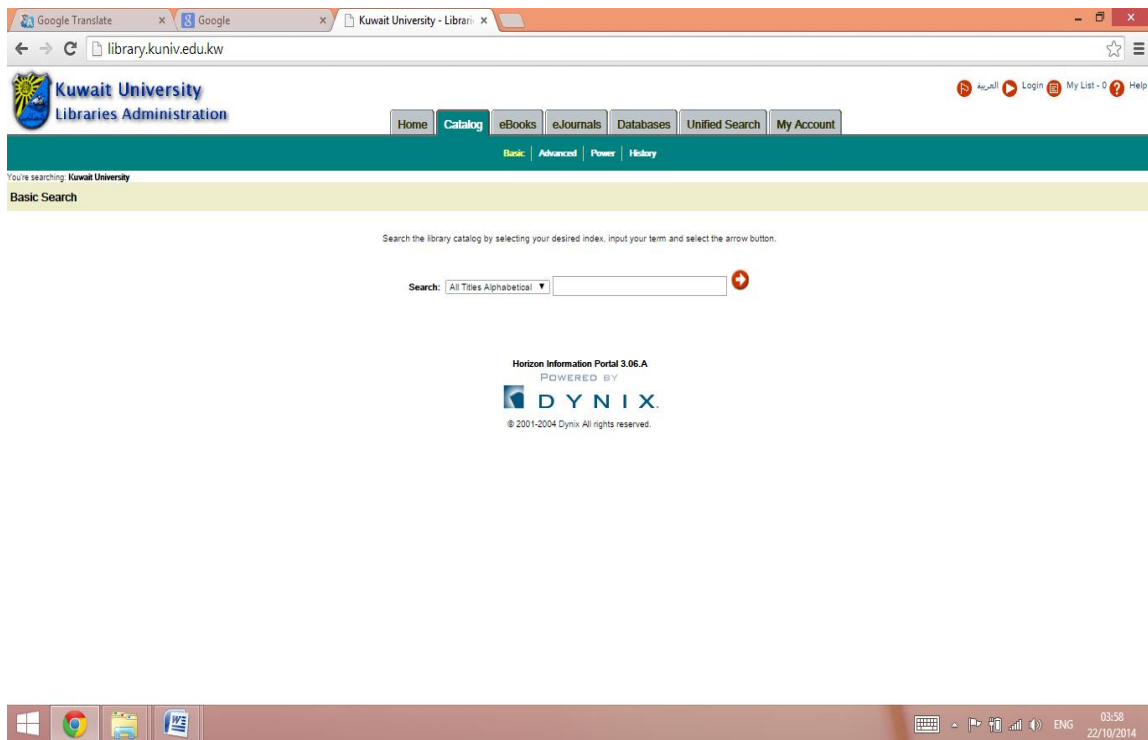 Google Translate
Google
Kuwait University - Librari
library.kuniv.edu.kw
Kuwait University
Libraries Administration
العربية Login My List - 0 Help
Home Catalog eBooks eJournals Databases Unified Search My Account
Basic Advanced Power History
You're searching: Kuwait University
Basic Search
Search the library catalog by selecting your desired index, input your term and select the arrow button.
Search: All Titles Alphabetical
Horizon Information Portal 3.06.A
POWERED BY
DYNIX.
© 2001-2004 Dynix All rights reserved.
ENG 03:58
22/10/2014